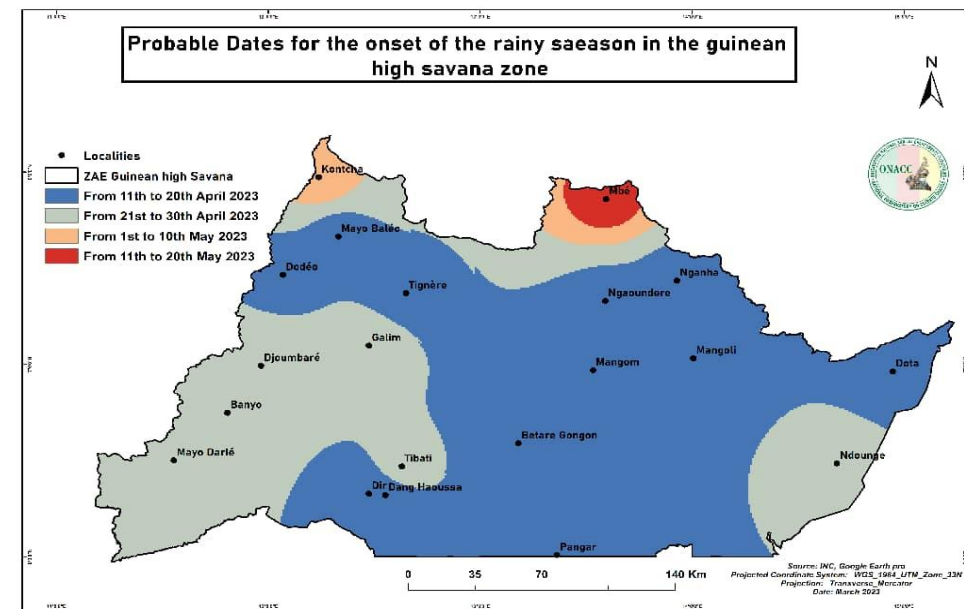 Probable Dates for the onset of the rainy saeason in the guinean
high savana zone
N
Localities
ZAE Guinean high Savana
From 11th to 20th April 2023
From 21st to 30th April 2023
From 1st to 10th May 2023
From 11th to 20th May 2023
ONACC
Kontcha
Mbé
Mayo Baléo
Dodéo
Tignère
Nganha
Ngaoundere
Galim
Djoumbaré
Mangom
Mangoli
Dota
Banyo
Betare Gongon
Mayo Darlé
Tibati
Ndounge
Dir
Dang Haoussa
Pangar
0 35 70 140 Km
Source: INC, Google Earth pro
Projected Coordinate System: WGS_1984_UTM_Zone_33N
Projection: Transverse_Mercator
Date: March 2023